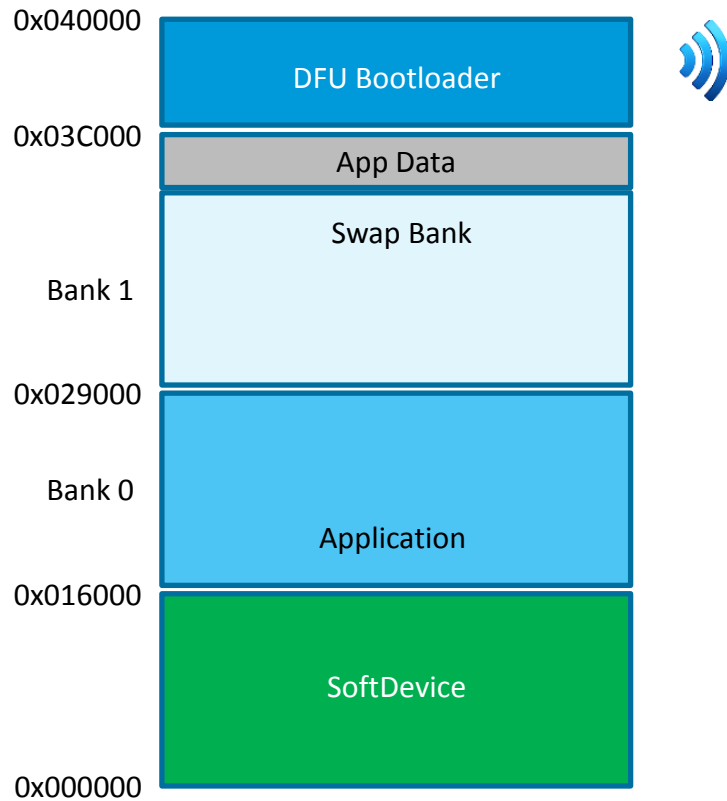 0x040000
DFU Bootloader
0x03C000
App Data
Swap Bank
Bank 1
0x029000
Bank 0
Application
0x016000
SoftDevice
0x000000